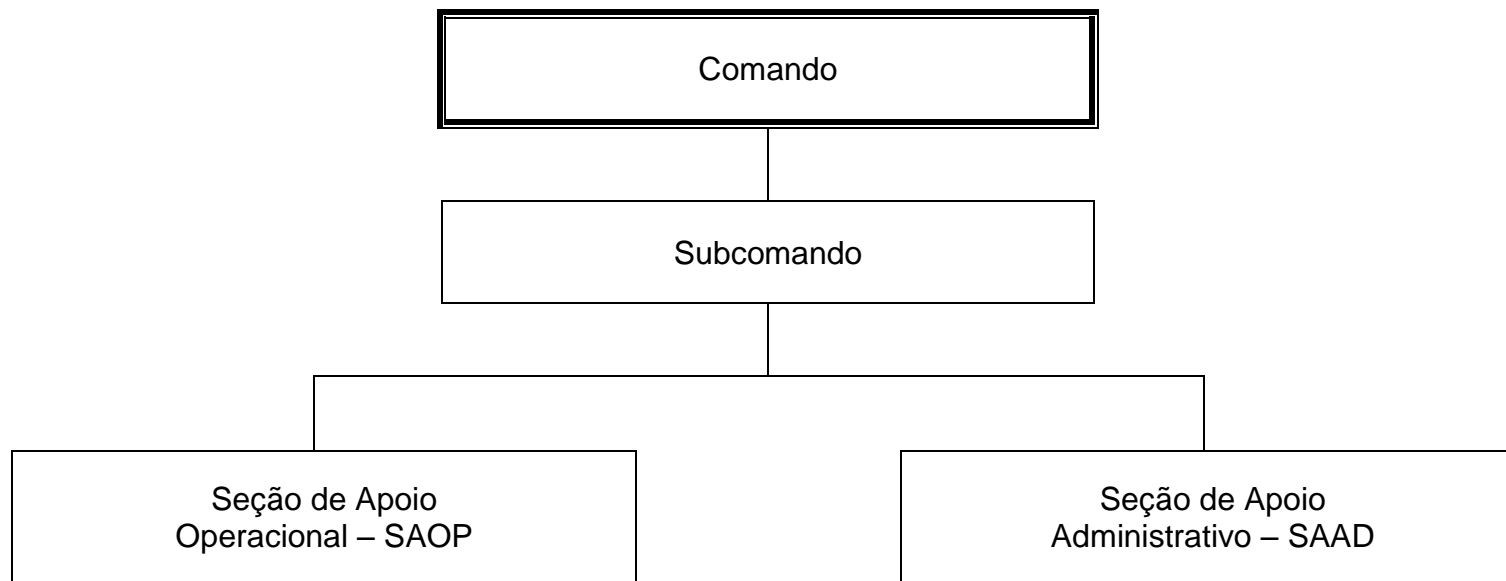 Comando
Subcomando
Seção de Apoio
Operacional – SAOP
Seção de Apoio
Administrativo – SAAD